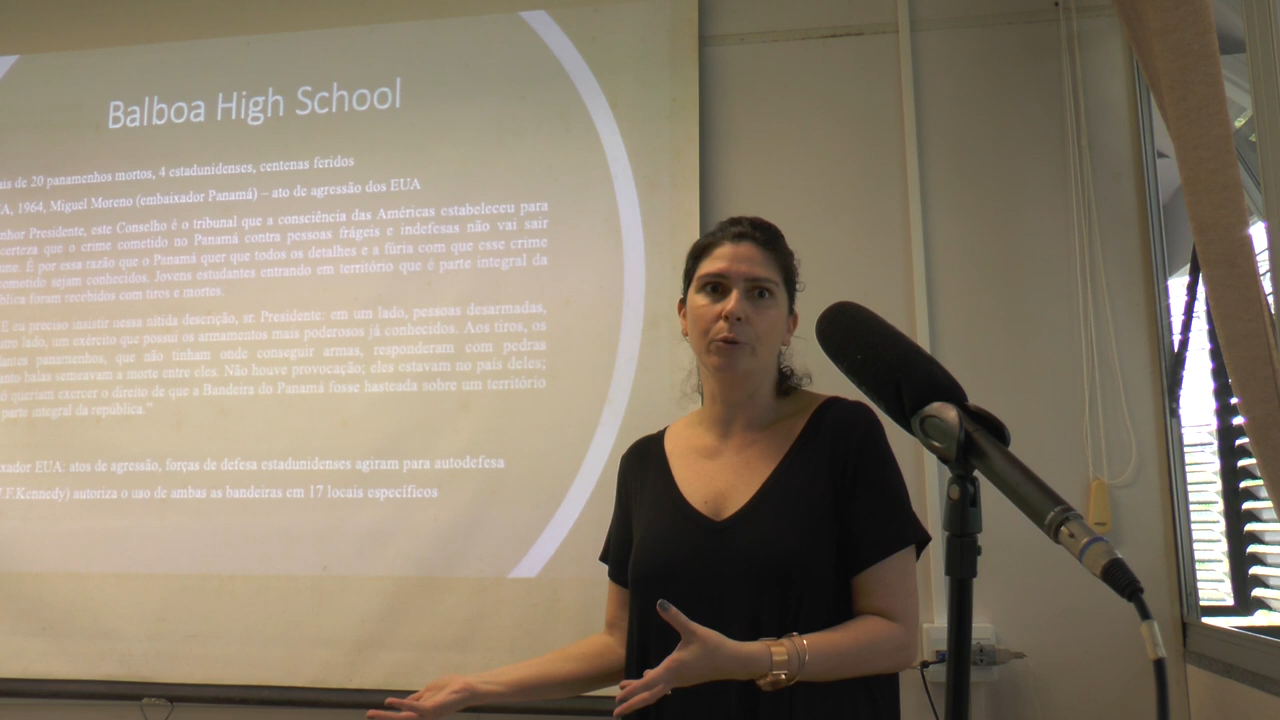 Balboa High School
ais de 20 panamenhos mortos, 4 estadunidenses, centenas feridos
A, 1964, Miguel Moreno (embaixador Panamá) – ato de agressão dos EUA
nhor Presidente, este Conselho é o tribunal que a consciência das Américas estabeleceu para
certeza que o crime cometido no Panamá contra pessoas frágeis e indefesas não vai sair
une. É por essa razão que o Panamá quer que todos os detalhes e a fúria com que esse crime
cometido sejam conhecidos. Jovens estudantes entrando em território que é parte integral da
blica foram recebidos com tiros e mortes.
E eu preciso insistir nessa nítida descrição, sr. Presidente: em um lado, pessoas desarmadas,
utro lado, um exército que possui os armamentos mais poderosos já conhecidos. Aos tiros, os
dantes panamenhos, que não tinham onde conseguir armas, responderam com pedras
anto balas semeavam a morte entre eles. Não houve provocação; eles estavam no país deles;
ó queriam exercer o direito de que a Bandeira do Panamá fosse hasteada sobre um território
parte integral da república."
xador EUA: atos de agressão, forças de defesa estadunidenses agiram para autodefesa
J.F.Kennedy) autoriza o uso de ambas as bandeiras em 17 locais específicos